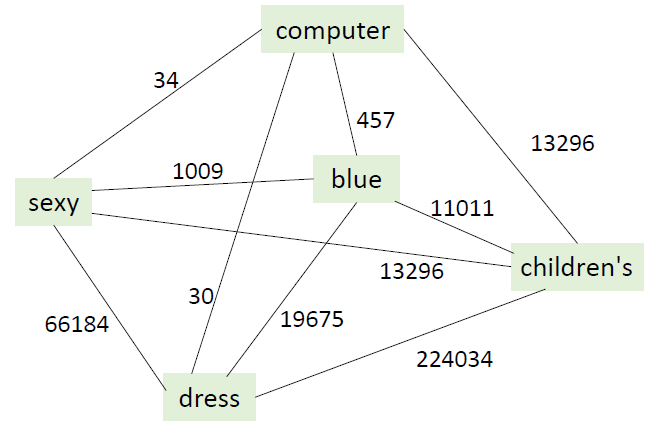 computer
34
457
13296
1009
blue
sexy
11011
children's
13296
30
19675
66184
224034
dress